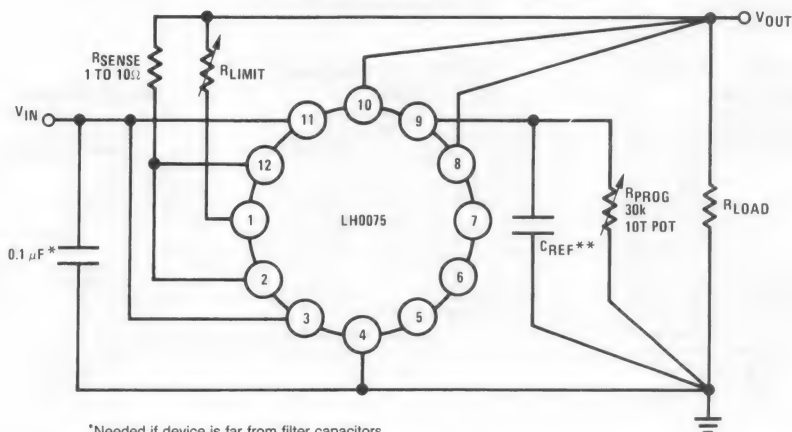 VOUT
RSENSE
1 TO 10Ω
RLIMIT
VIN
10
11
9
12
8
1
LH0075
7
2
6
3
5
4
0.1 μF*
CREF**
RPROG
30k
10T POT
RLOAD
*Needed if device is far from filter capacitors